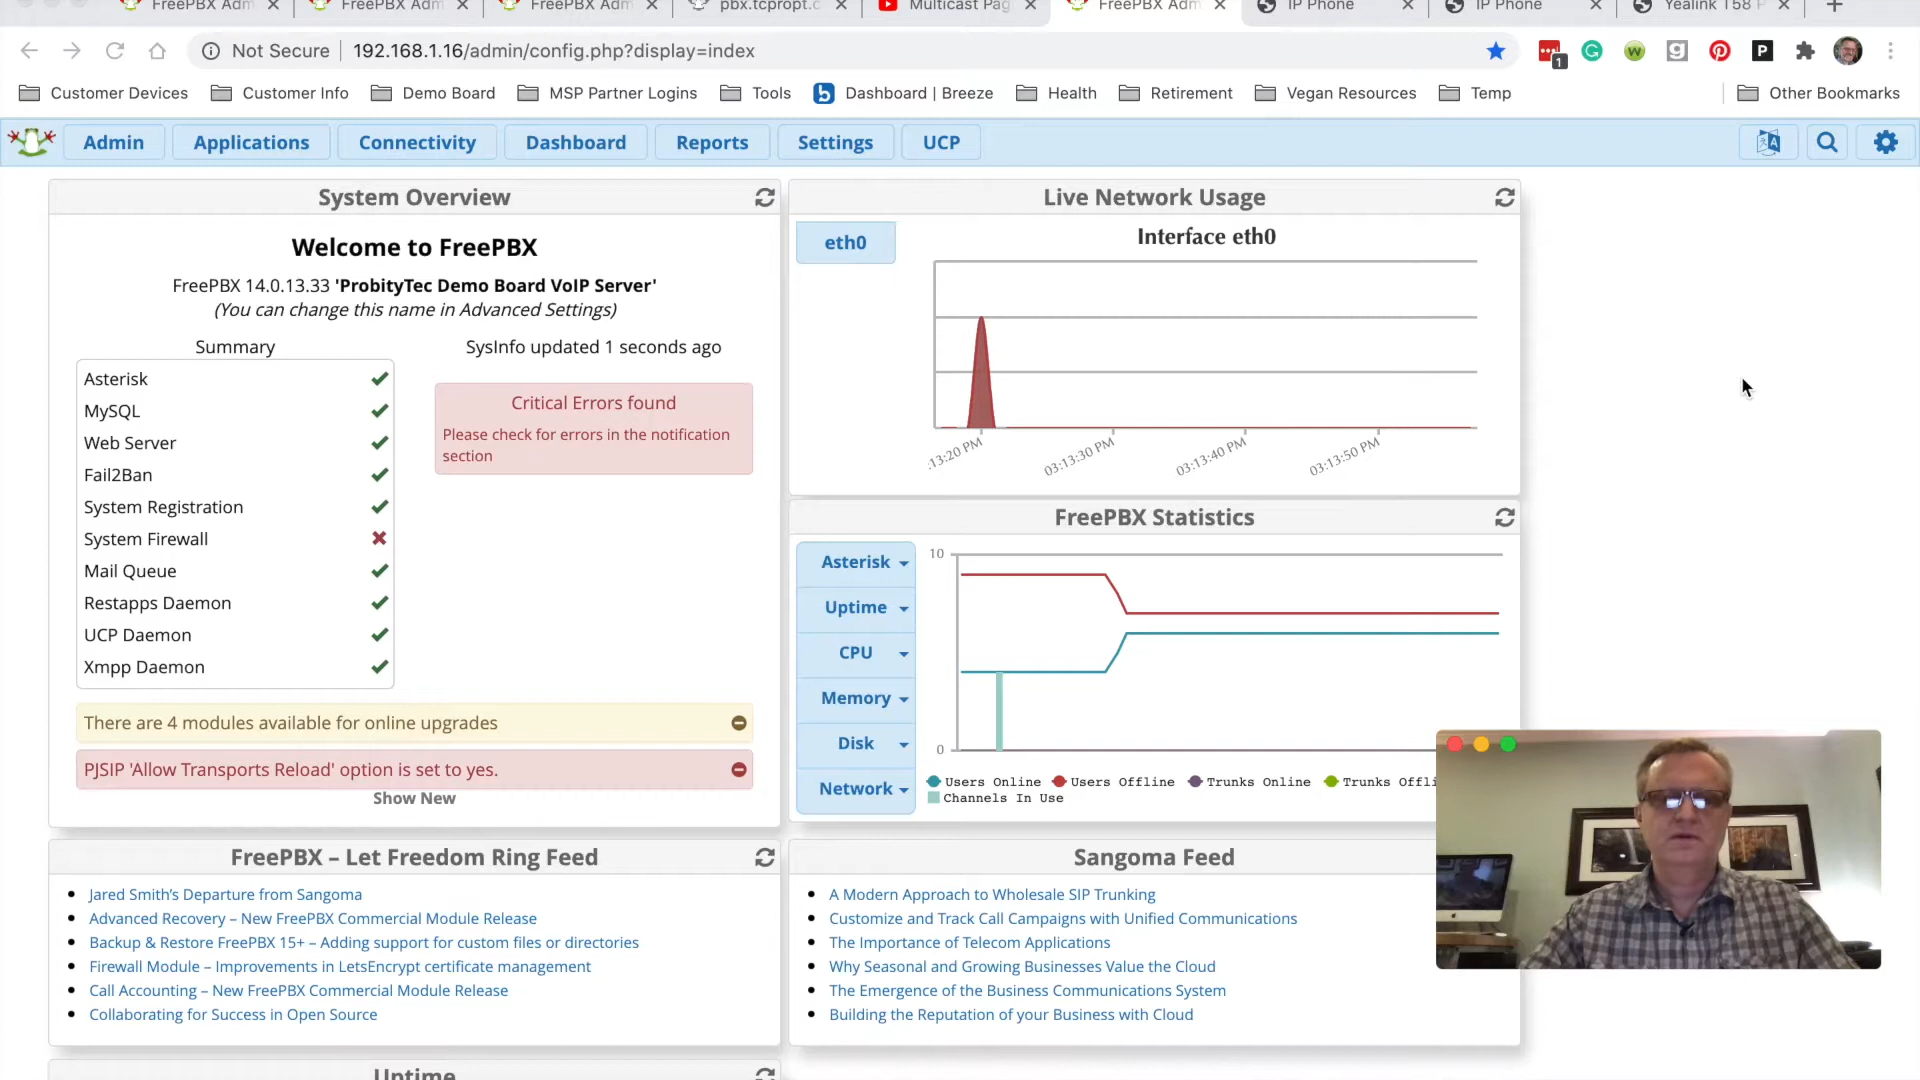 FreePBX Adm
FreePBX Adm
FreePBX Adm
pbx.tcpropt.c
Multicast Pag
FreePBX Adm
IP Phone
IP Phone
Yealink T58 P
Not Secure
192.168.1.16/admin/config.php?display=index
1
Customer Devices
Customer Info
Demo Board
MSP Partner Logins
Tools
Dashboard | Breeze
Health
Retirement
Vegan Resources
Temp
Other Bookmarks
Admin
Applications
Connectivity
Dashboard
Reports
Settings
UCP
System Overview
Welcome to FreePBX
FreePBX 14.0.13.33 'ProbityTec Demo Board VoIP Server'
(You can change this name in Advanced Settings)
Summary
SysInfo updated 1 seconds ago
Asterisk
MySQL
Web Server
Fail2Ban
System Registration
System Firewall
Mail Queue
Restapps Daemon
UCP Daemon
Xmpp Daemon
Critical Errors found
Please check for errors in the notification
section
There are 4 modules available for online upgrades
PJSIP 'Allow Transports Reload' option is set to yes.
Show New
Live Network Usage
eth0
Interface eth0
:13:20 PM
03:13:30 PM
03:13:40 PM
03:13:50 PM
FreePBX Statistics
Asterisk
Uptime
CPU
Memory
Disk
Network
10
0
Users Online
Users Offline
Trunks Online
Trunks Offli
Channels In Use
FreePBX – Let Freedom Ring Feed
Jared Smith's Departure from Sangoma
Advanced Recovery – New FreePBX Commercial Module Release
Backup & Restore FreePBX 15+ – Adding support for custom files or directories
Firewall Module – Improvements in LetsEncrypt certificate management
Call Accounting – New FreePBX Commercial Module Release
Collaborating for Success in Open Source
Sangoma Feed
A Modern Approach to Wholesale SIP Trunking
Customize and Track Call Campaigns with Unified Communications
The Importance of Telecom Applications
Why Seasonal and Growing Businesses Value the Cloud
The Emergence of the Business Communications System
Building the Reputation of your Business with Cloud
Uptime